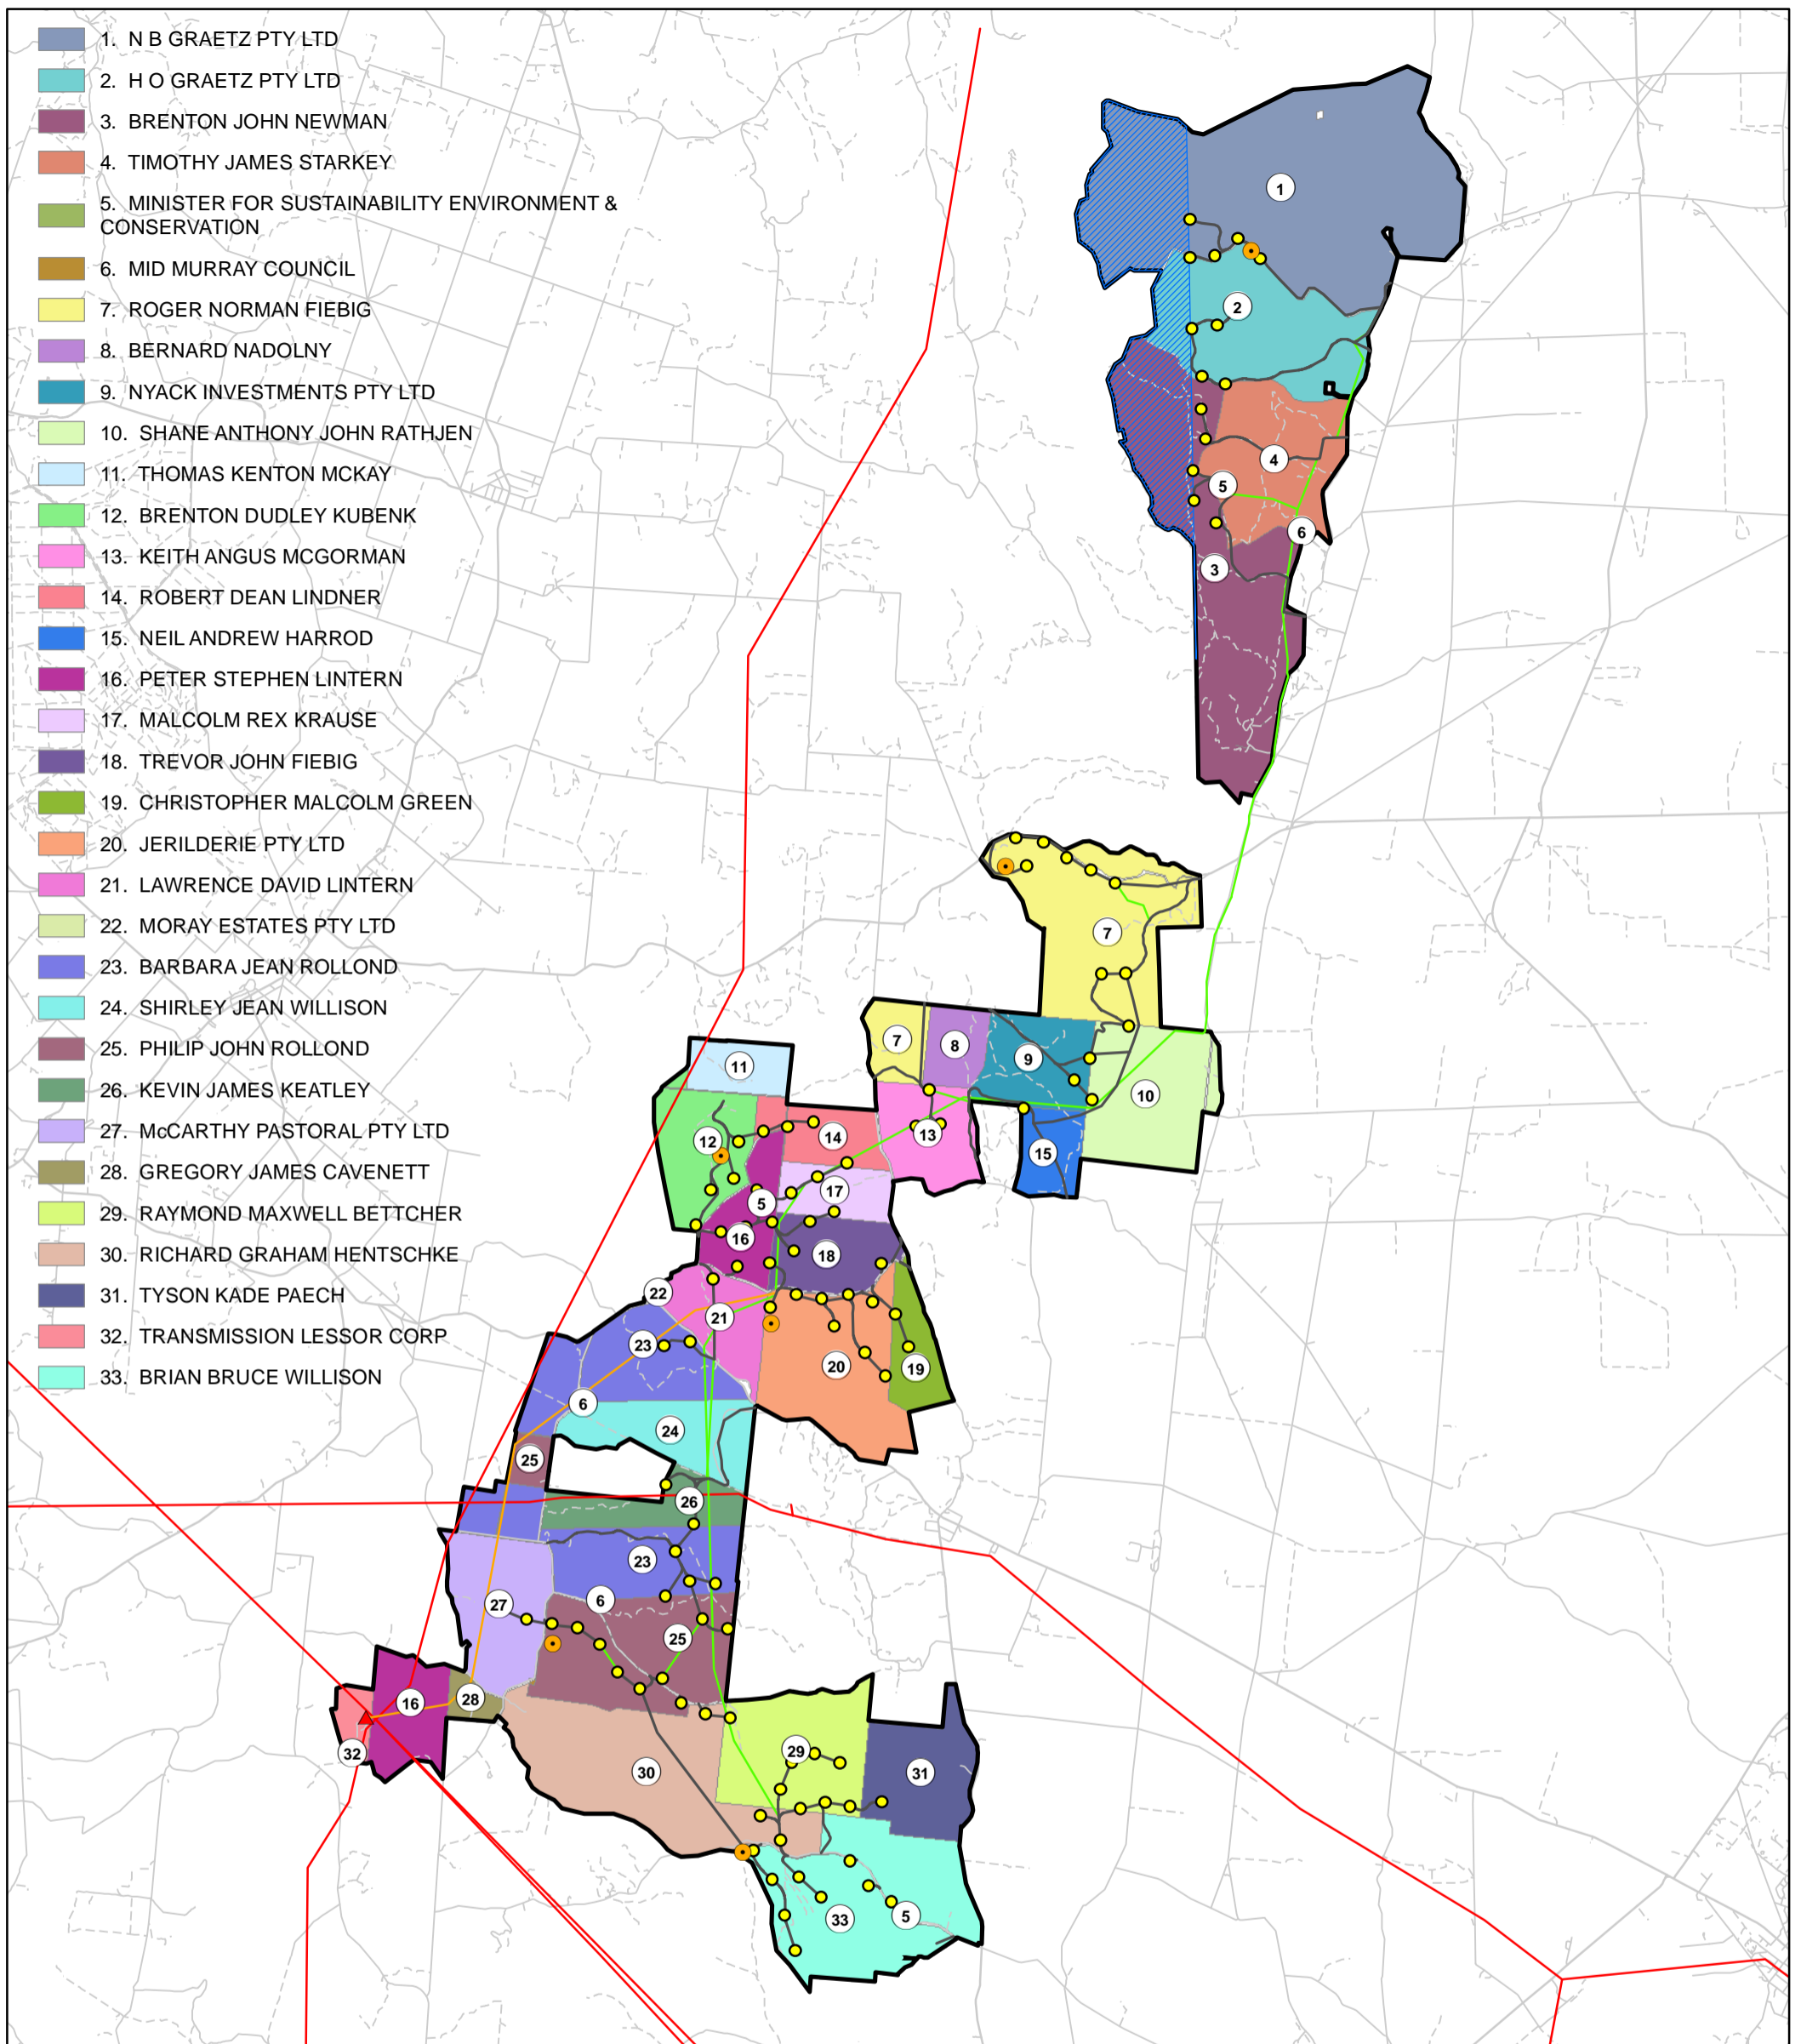 1. N B GRAETZ PTY LTD
2. H O GRAETZ PTY LTD
3. BRENTON JOHN NEWMAN
4. TIMOTHY JAMES STARKEY
5. MINISTER FOR SUSTAINABILITY ENVIRONMENT &
CONSERVATION
6. MID MURRAY COUNCIL
7. ROGER NORMAN FIEBIG
8. BERNARD NADOLNY
9. NYACK INVESTMENTS PTY LTD
10. SHANE ANTHONY JOHN RATHJEN
11. THOMAS KENTON MCKAY
12. BRENTON DUDLEY KUBENK
13. KEITH ANGUS MCGORMAN
14. ROBERT DEAN LINDNER
15. NEIL ANDREW HARROD
16. PETER STEPHEN LINTERN
17. MALCOLM REX KRAUSE
18. TREVOR JOHN FIEBIG
19. CHRISTOPHER MALCOLM GREEN
20. JERILDERIE PTY LTD
21. LAWRENCE DAVID LINTERN
22. MORAY ESTATES PTY LTD
23. BARBARA JEAN ROLLOND
24. SHIRLEY JEAN WILLISON
25. PHILIP JOHN ROLLOND
26. KEVIN JAMES KEATLEY
27. McCARTHY PASTORAL PTY LTD
28. GREGORY JAMES CAVENETT
29. RAYMOND MAXWELL BETTCHER
30. RICHARD GRAHAM HENTSCHKE
31. TYSON KADE PAECH
32. TRANSMISSION LESSOR CORP
33. BRIAN BRUCE WILLISON
1
2
4
5
6
3
7
7
8
9
11
10
12
14
13
15
17
5
16
18
22
21
23
20
19
6
24
25
26
23
6
27
25
28
16
32
29
30
31
33
5